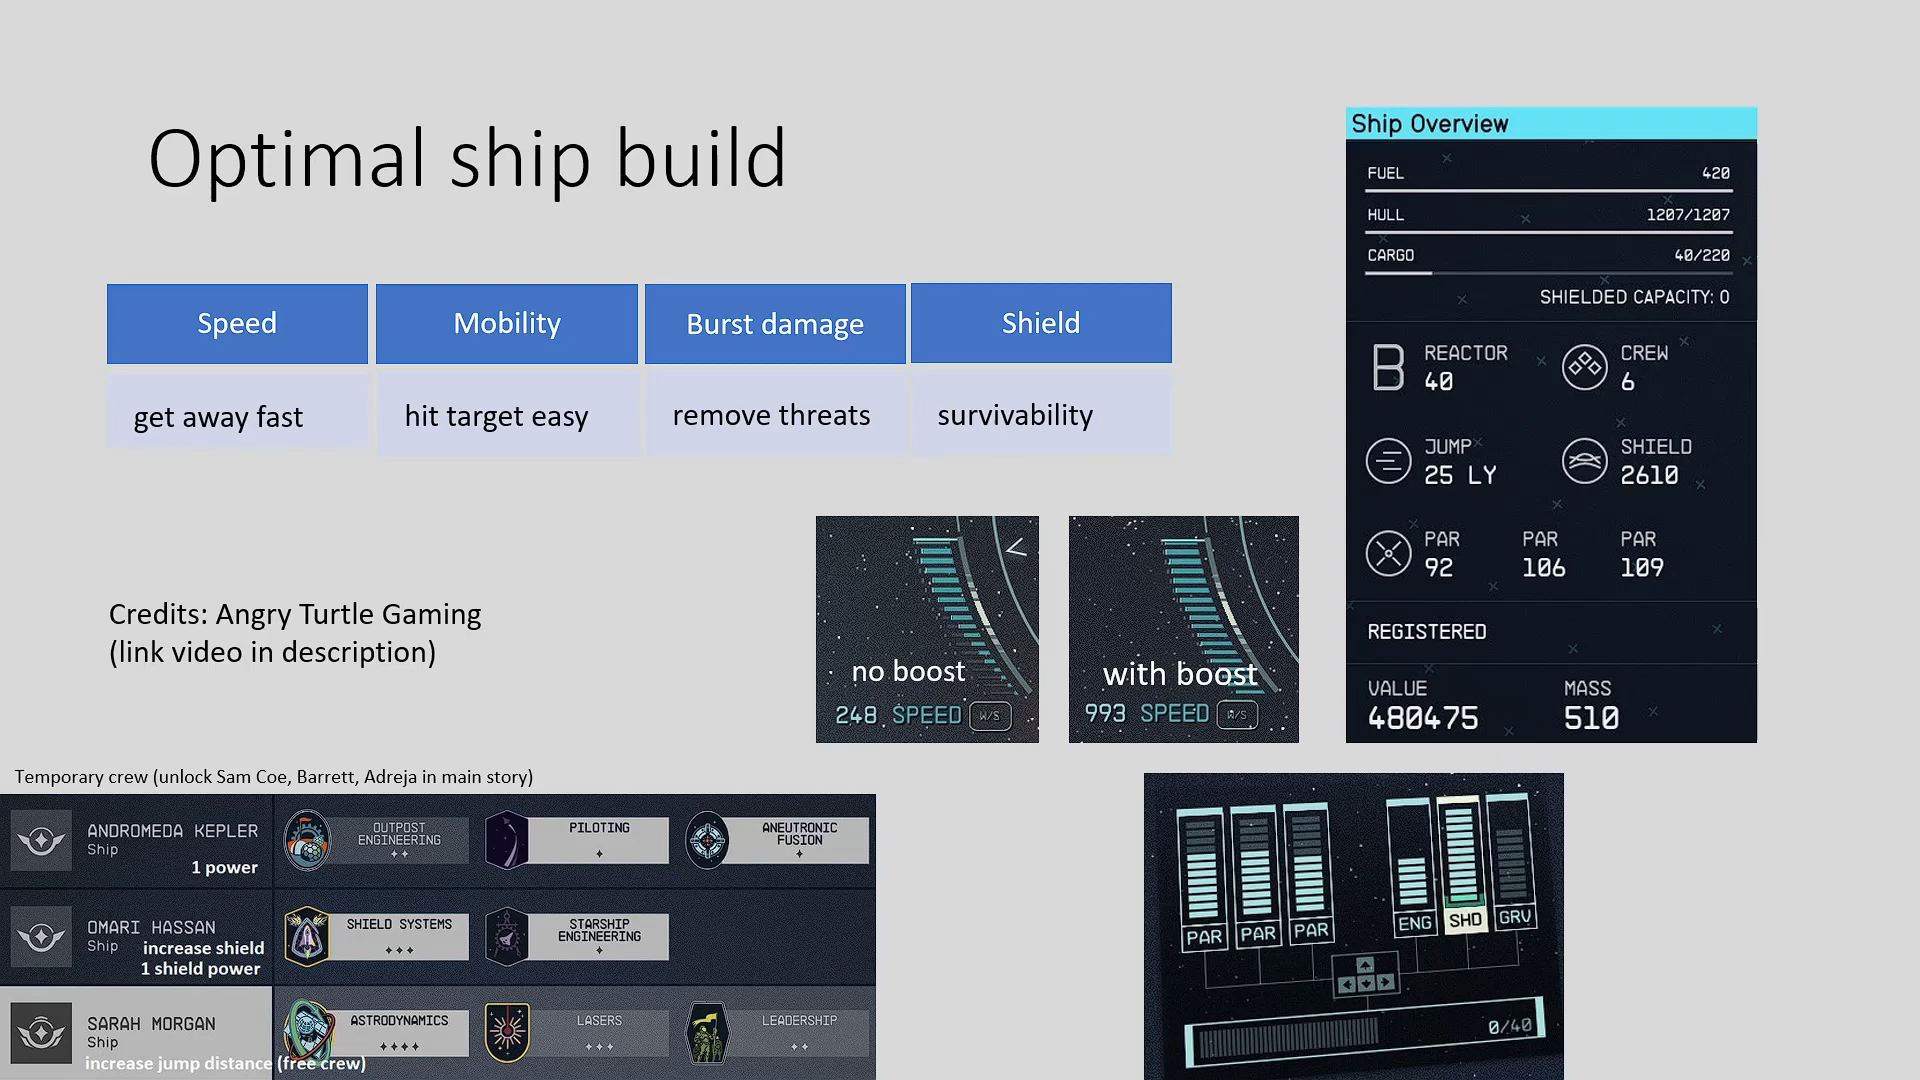 Optimal ship build
Speed
Mobility
Burst damage
Shield
get away fast
hit target easy
remove threats
survivability
Credits: Angry Turtle Gaming
(link video in description)
no boost
248 SPEED W/S
with boost
993 SPEED W/S
Ship Overview
FUEL 420
HULL 1207/1207
CARGO 40/220
SHIELDED CAPACITY: 0
B REACTOR 40
CREW 6
JUMP 25 LY
SHIELD 2610
PAR 92
PAR 106
PAR 109
REGISTERED
VALUE 480475
MASS 510
Temporary crew (unlock Sam Coe, Barrett, Adreja in main story)
ANDROMEDA KEPLER
Ship
1 power
OUTPOST
ENGINEERING
PILOTING
ANEUTRONIC
FUSION
OMARI HASSAN
Ship
increase shield
1 shield power
SHIELD SYSTEMS
STARSHIP
ENGINEERING
SARAH MORGAN
Ship
increase jump distance (free crew)
ASTRODYNAMICS
LASERS
LEADERSHIP
PAR PAR PAR ENG SHD GRV
0/40